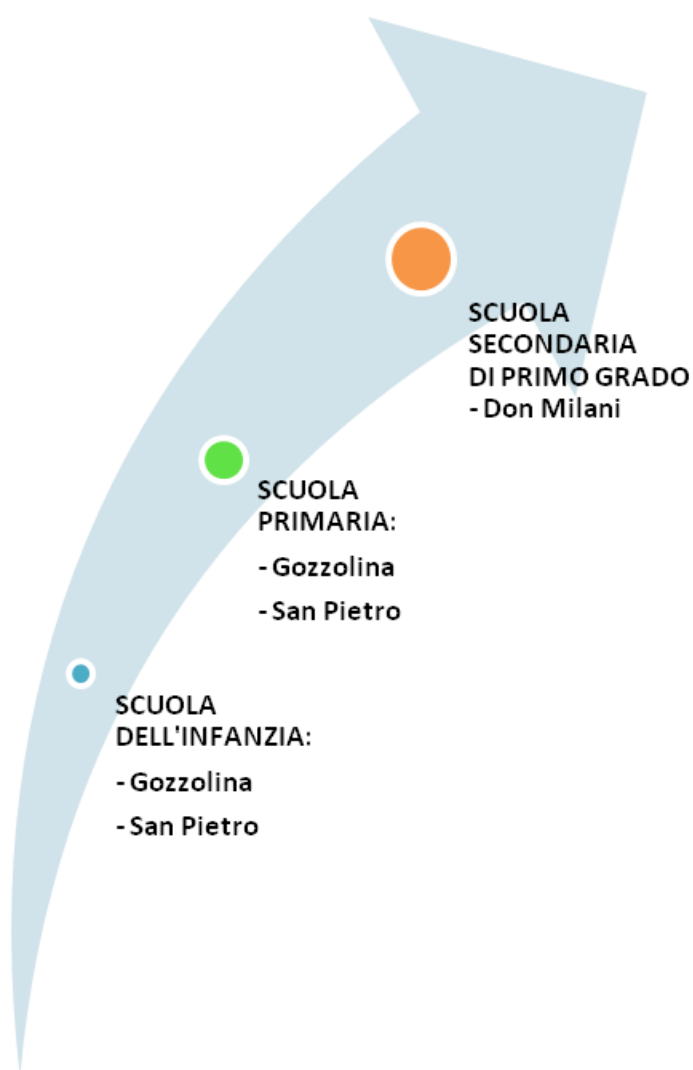 SCUOLA
SECONDARIA
DI PRIMO GRADO
- Don Milani
SCUOLA
PRIMARIA:
- Gozzolina
- San Pietro
SCUOLA
DELL'INFANZIA:
- Gozzolina
- San Pietro